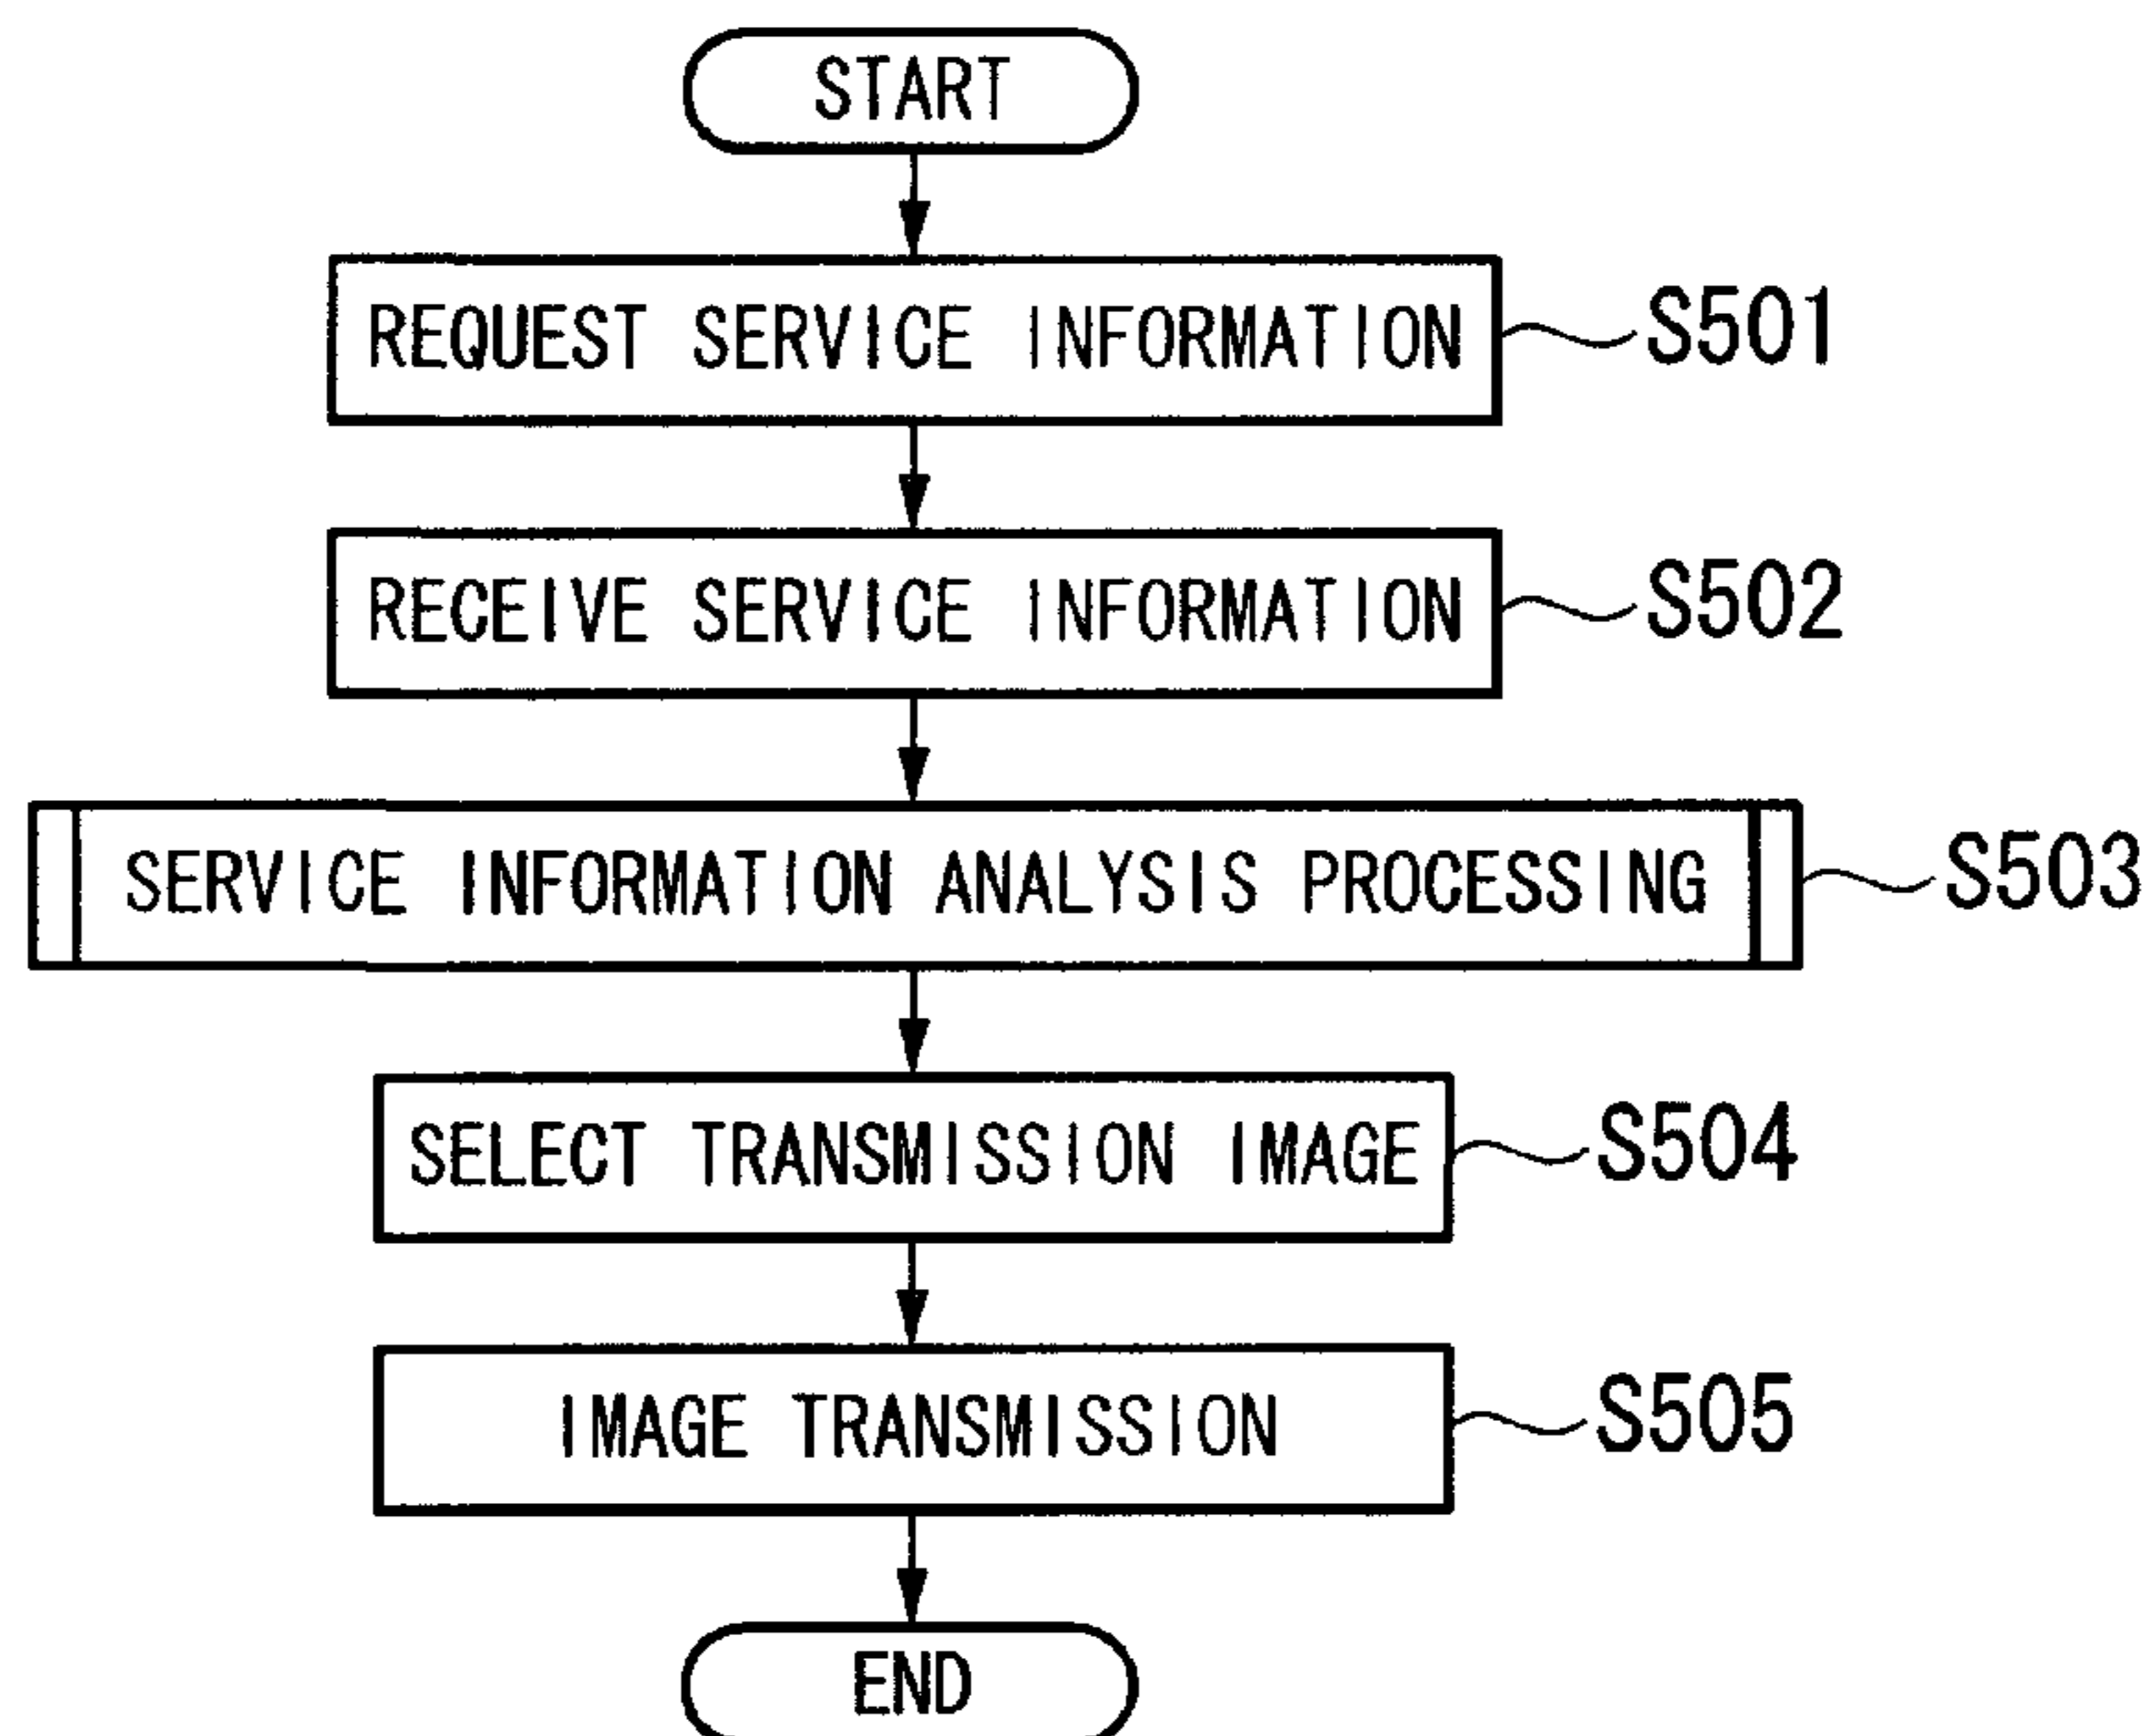 START
REQUEST SERVICE INFORMATION
S501
RECEIVE SERVICE INFORMATION
S502
SERVICE INFORMATION ANALYSIS PROCESSING
S503
SELECT TRANSMISSION IMAGE
S504
IMAGE TRANSMISSION
S505
END